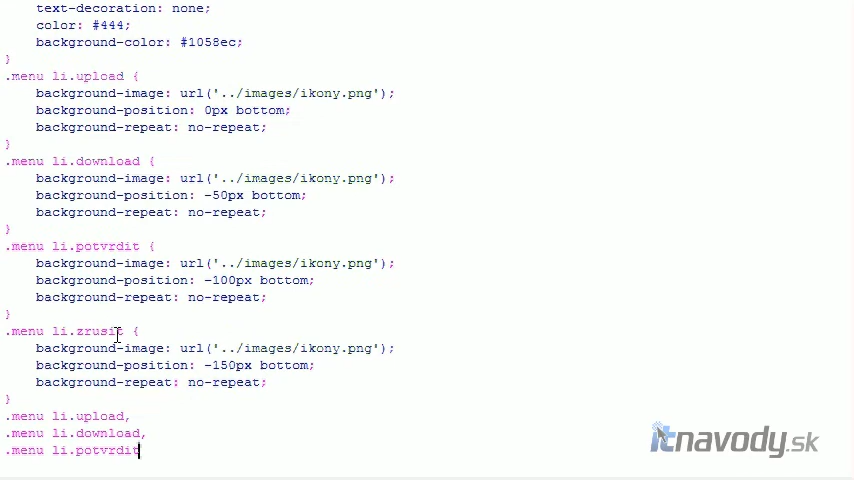 text-decoration: none;
color: #444;
background-color: #1058ec;
}
.menu li.upload {
background-image: url('../images/ikony.png');
background-position: 0px bottom;
background-repeat: no-repeat;
}
.menu li.download {
background-image: url('../images/ikony.png');
background-position: -50px bottom;
background-repeat: no-repeat;
}
.menu li.potvrdit {
background-image: url('../images/ikony.png');
background-position: -100px bottom;
background-repeat: no-repeat;
}
.menu li.zrusit {
background-image: url('../images/ikony.png');
background-position: -150px bottom;
background-repeat: no-repeat;
}
.menu li.upload,
.menu li.download,
.menu li.potvrdit
itnavody.sk